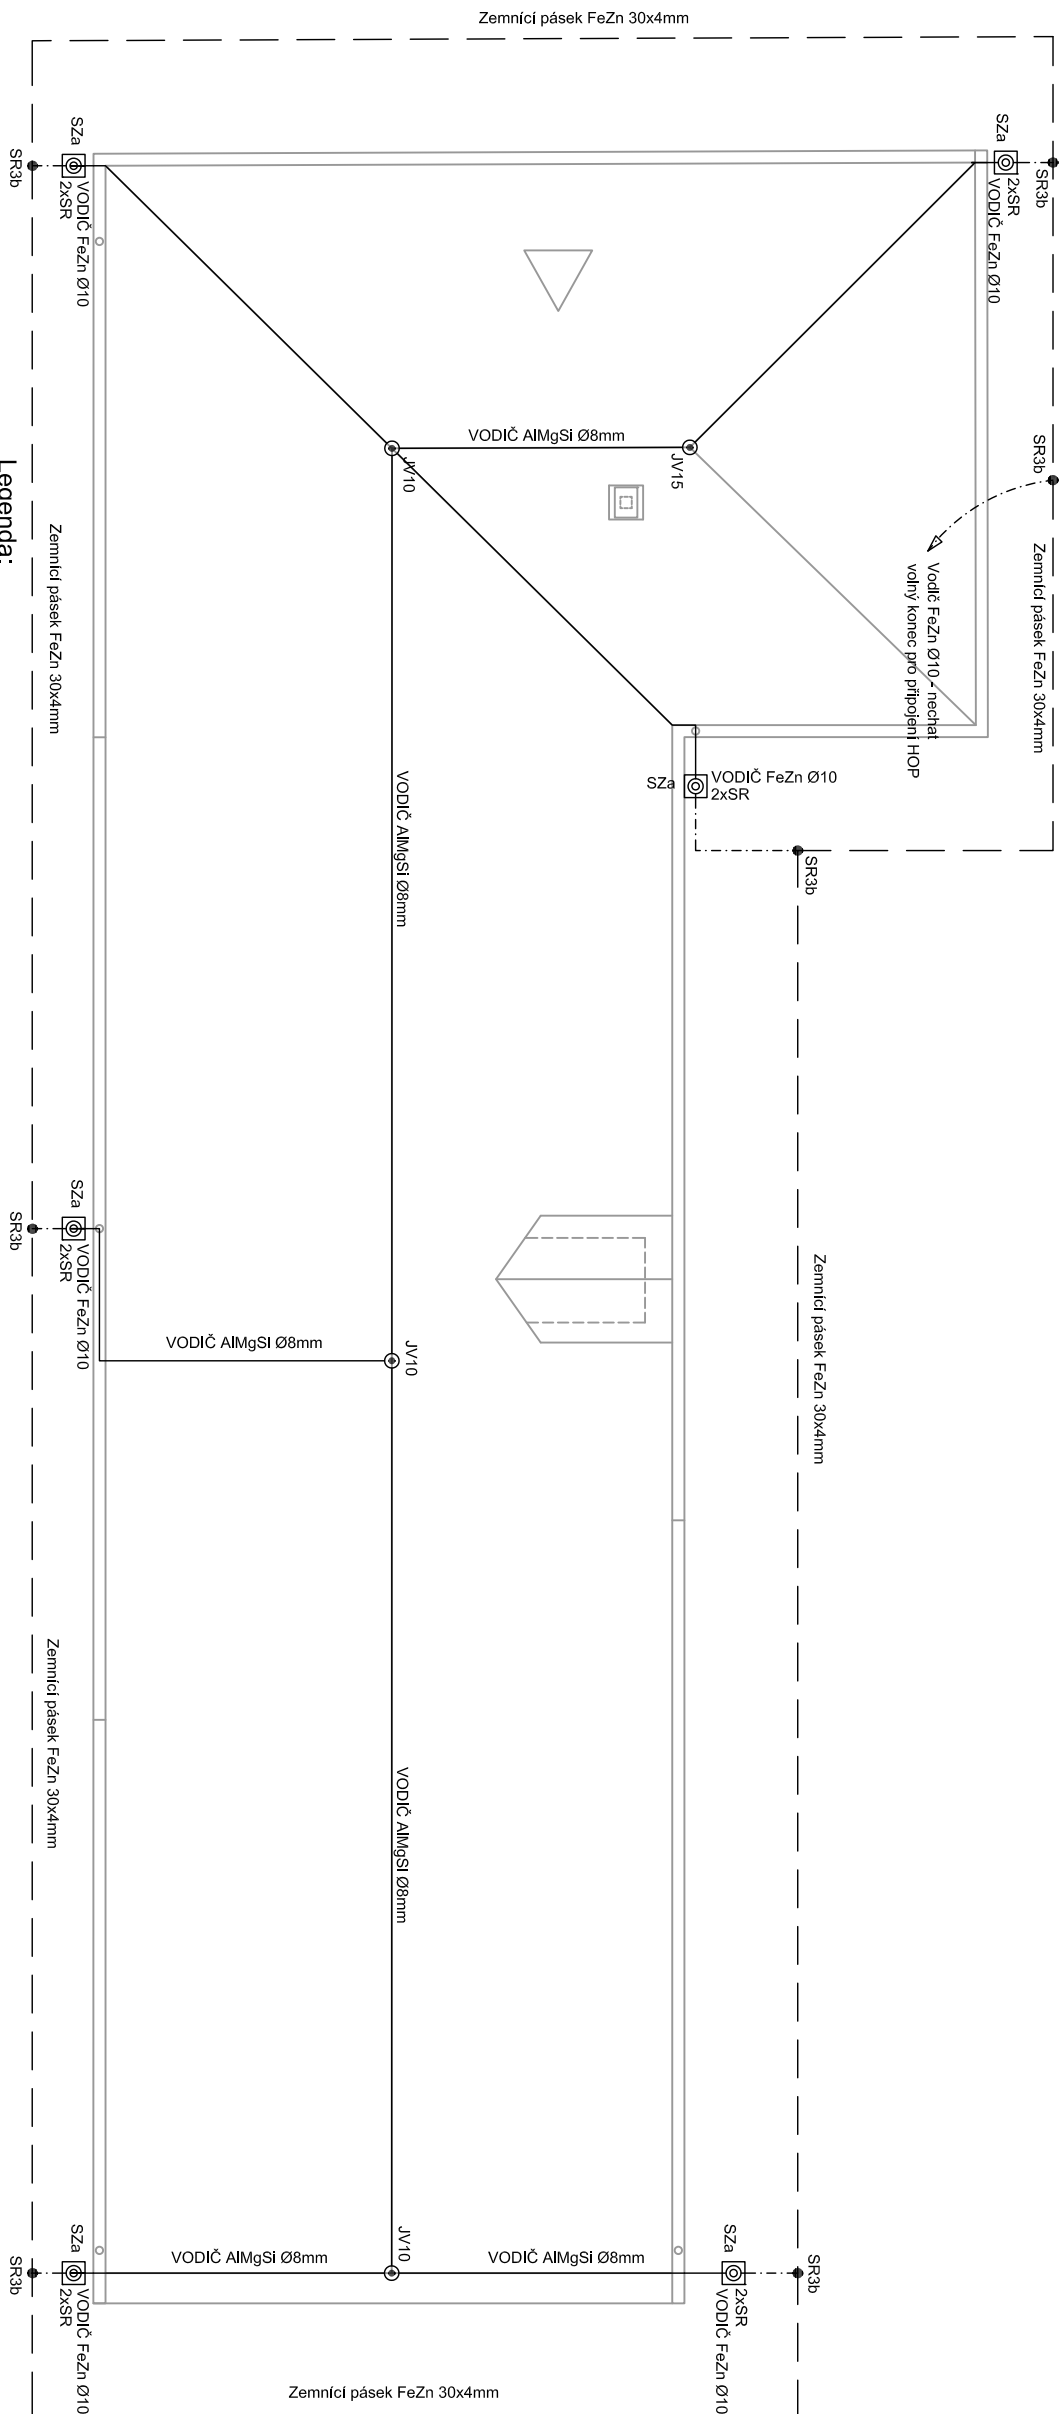 Zemnící pásek FeZn 30x4mm
SZa
SR3b
2xSR
VODIČ FeZn Ø10
SZa
SR3b
2xSR
VODIČ FeZn Ø10
VODIČ AlMgSi Ø8mm
JV10
JV15
SR3b
Zemnící pásek FeZn 30x4mm
Vodič FeZn Ø10 - nechat
volný konec pro připojení HOP
Legenda:
Zemnící pásek FeZn 30x4mm
VODIČ AlMgSi Ø8mm
SZa
VODIČ FeZn Ø10
2xSR
SR3b
SZa
SR3b
2xSR
VODIČ FeZn Ø10
VODIČ AlMgSi Ø8mm
JV10
Zemnící pásek FeZn 30x4mm
Zemnící pásek FeZn 30x4mm
VODIČ AlMgSi Ø8mm
SZa
SR3b
2xSR
VODIČ FeZn Ø10
VODIČ AlMgSi Ø8mm
JV10
VODIČ AlMgSi Ø8mm
SZa
SR3b
2xSR
VODIČ FeZn Ø10
Zemnící pásek FeZn 30x4mm